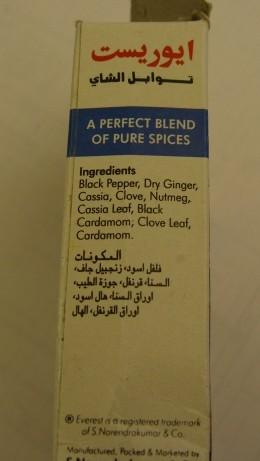 ايوريست
توابل الشاي
A PERFECT BLEND
OF PURE SPICES
Ingredients
Black Pepper, Dry Ginger,
Cassia, Clove, Nutmeg,
Cassia Leaf, Black
Cardamom; Clove Leaf,
Cardamom.
المكونات
فلفل اسود، زنجبيل جاف،
السنا، قرنفل، جوزة الطيب،
اوراق السنا، هال اسود،
اوراق القرنفل، الهال
® Everest is a registered trademark
of S.Narendrakumar & Co.
Manufactured, Packed & Marketed by